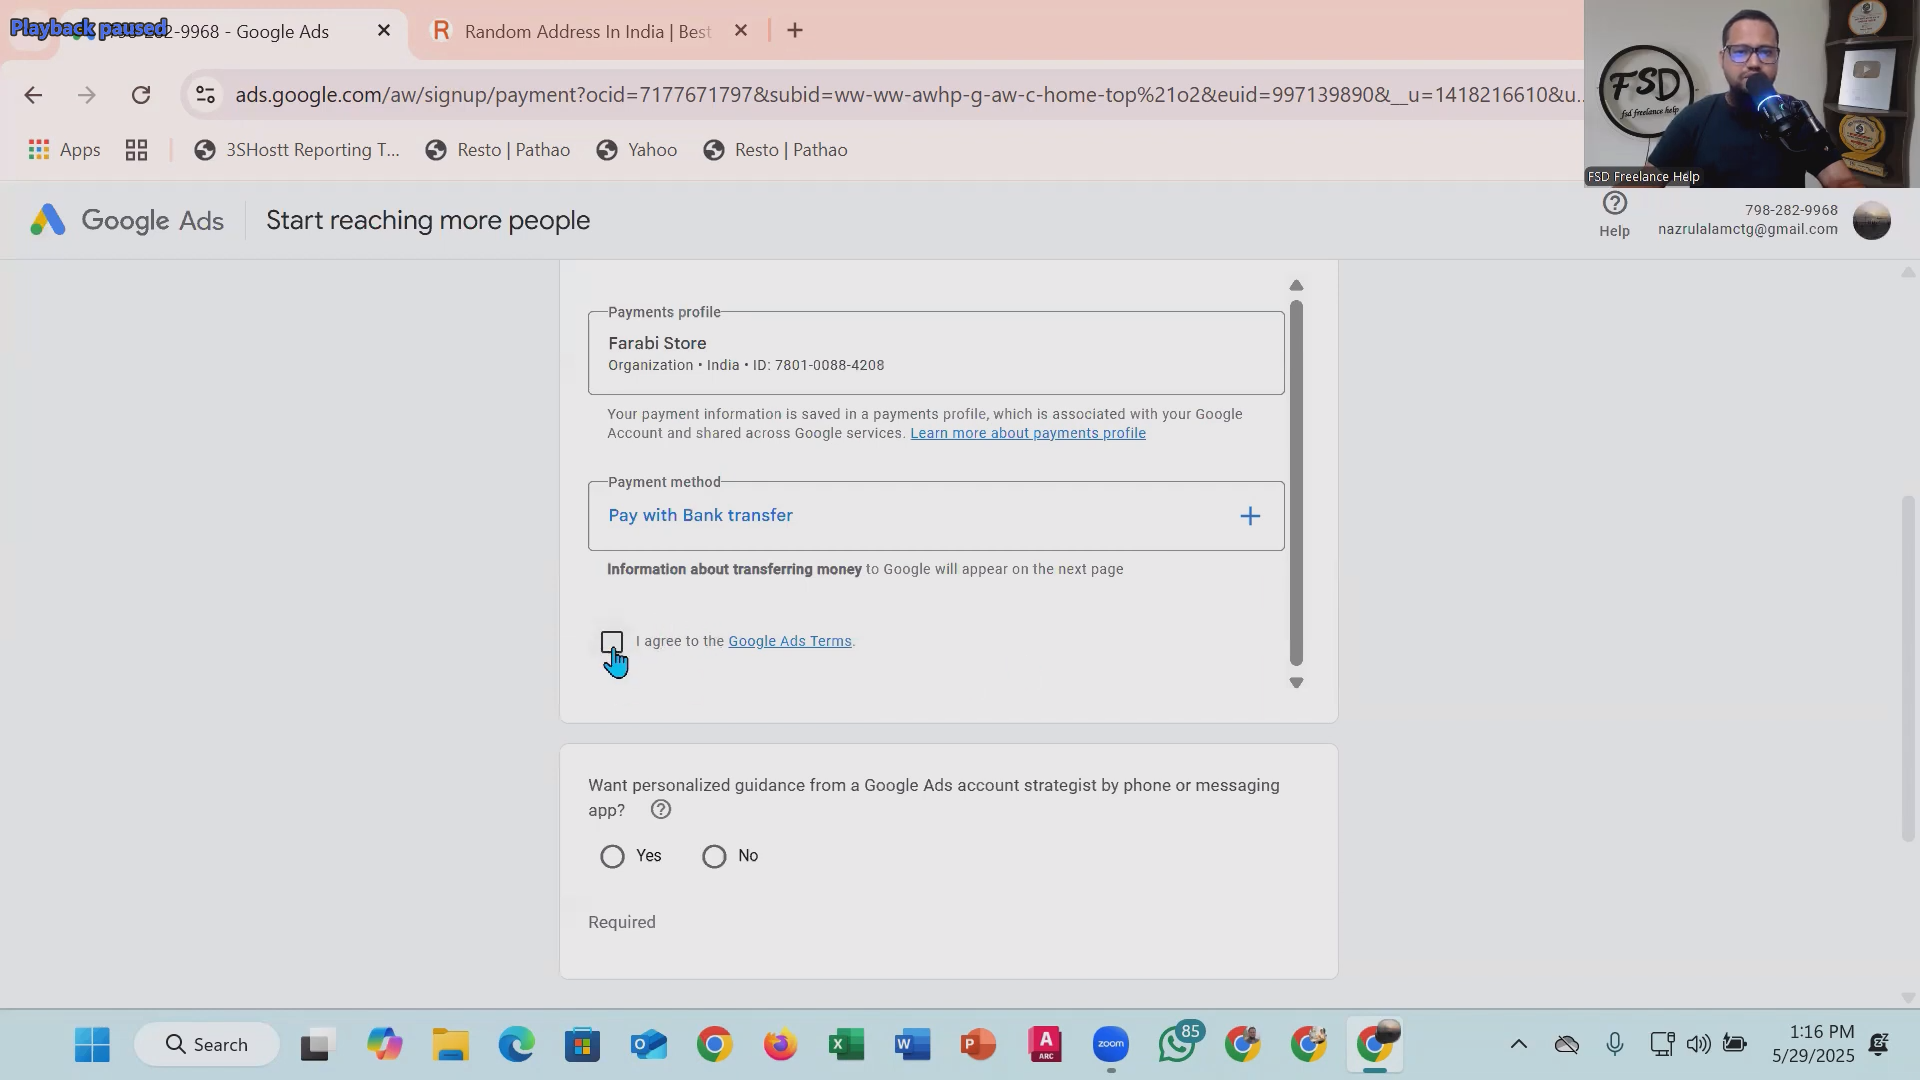 Playback paused
2-9968 - Google Ads
Random Address In India | Best
ads.google.com/aw/signup/payment?ocid=7177671797&subid=ww-ww-awhp-g-aw-c-home-top%21o2&euid=997139890&__u=1418216610&u...
Apps
3SHostt Reporting T...
Resto | Pathao
Yahoo
Resto | Pathao
FSD
fsd freelance help
FSD Freelance Help
Google Ads
Start reaching more people
Help
798-282-9968
nazrulalamctg@gmail.com
Payments profile
Farabi Store
Organization • India • ID: 7801-0088-4208
Your payment information is saved in a payments profile, which is associated with your Google
Account and shared across Google services. Learn more about payments profile
Payment method
Pay with Bank transfer
Information about transferring money to Google will appear on the next page
I agree to the Google Ads Terms.
Want personalized guidance from a Google Ads account strategist by phone or messaging
app?
Yes
No
Required
Search
zoom
85
ARC
1:16 PM
5/29/2025